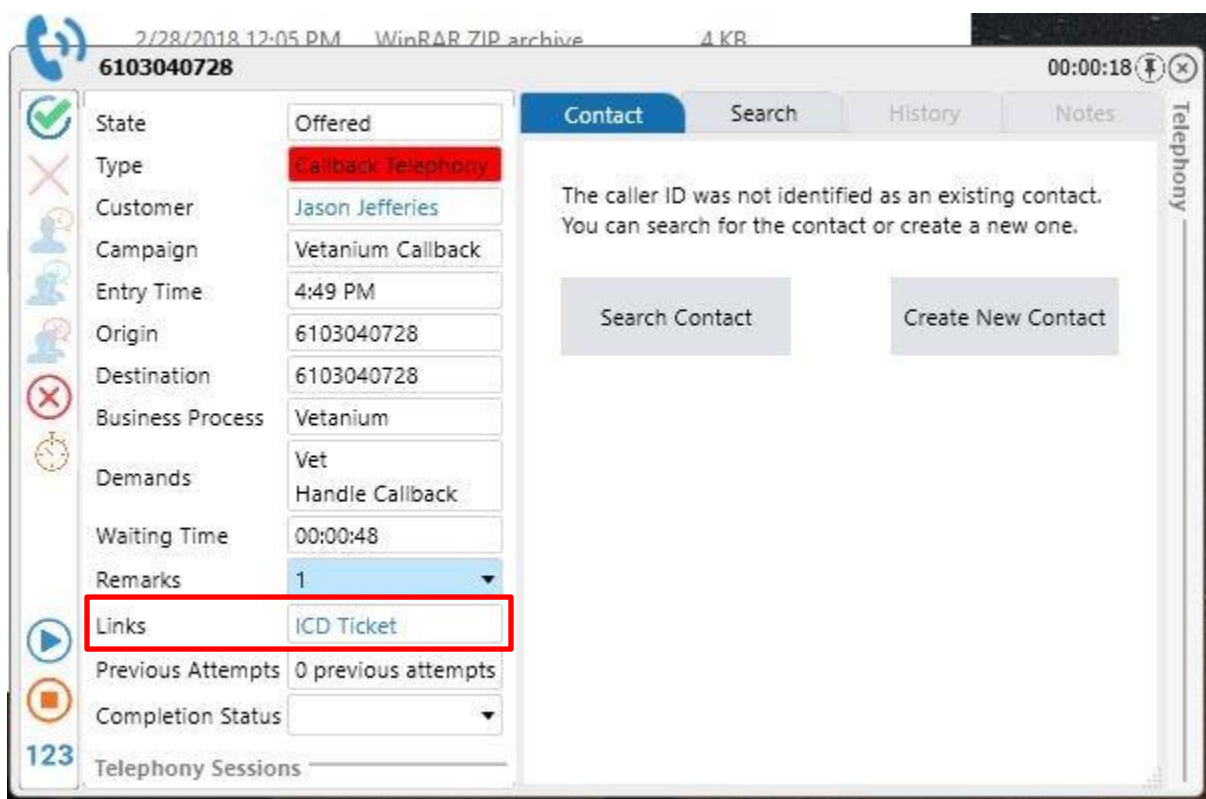 2/28/2018 12:05 PM WinRAR ZIP archive 4 KB
6103040728 00:00:18
Contact Search History Notes
Telephony
State Offered
Type Callback Telephony
Customer Jason Jefferies
Campaign Vetanium Callback
Entry Time 4:49 PM
Origin 6103040728
Destination 6103040728
Business Process Vetanium
Demands Vet
Handle Callback
Waiting Time 00:00:48
Remarks 1
Links ICD Ticket
Previous Attempts 0 previous attempts
Completion Status
123
Telephony Sessions
The caller ID was not identified as an existing contact.
You can search for the contact or create a new one.
Search Contact Create New Contact